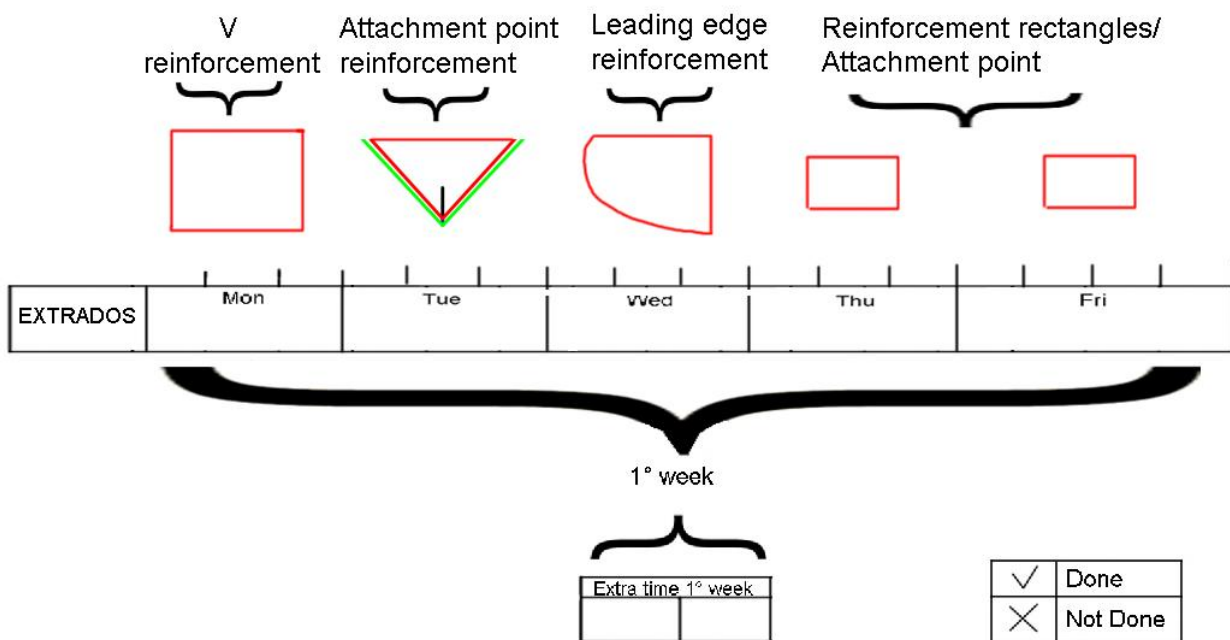 V
reinforcement
Attachment point
reinforcement
Leading edge
reinforcement
Reinforcement rectangles/
Attachment point
EXTRADOS
Mon
Tue
Wed
Thu
Fri
1° week
Extra time 1° week
Done
Not Done